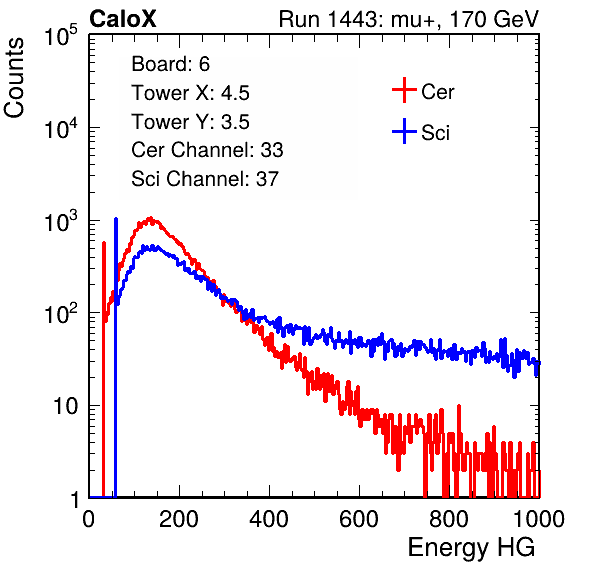 CaloX Run 1443: mu+, 170 GeV
Counts
10^5
10^4
10^3
10^2
10
1
Board: 6
Tower X: 4.5
Tower Y: 3.5
Cer Channel: 33
Sci Channel: 37
Cer
Sci
0 200 400 600 800 1000
Energy HG